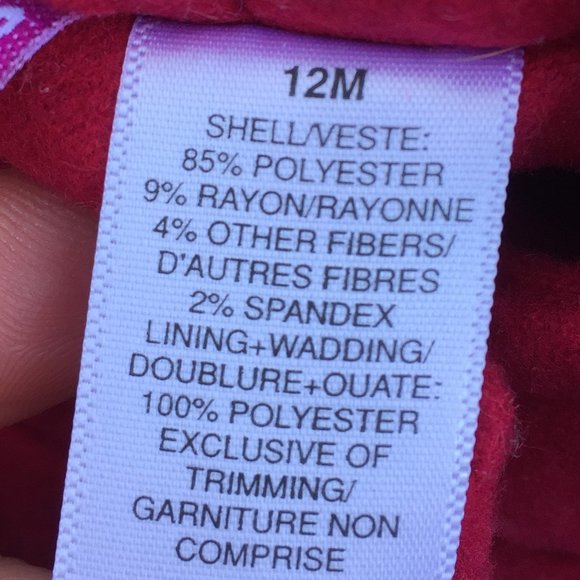 12M
SHELL/VESTE:
85% POLYESTER
9% RAYON/RAYONNE
4% OTHER FIBERS/
D'AUTRES FIBRES
2% SPANDEX
LINING+WADDING/
DOUBLURE+OUATE:
100% POLYESTER
EXCLUSIVE OF
TRIMMING/
GARNITURE NON
COMPRISE